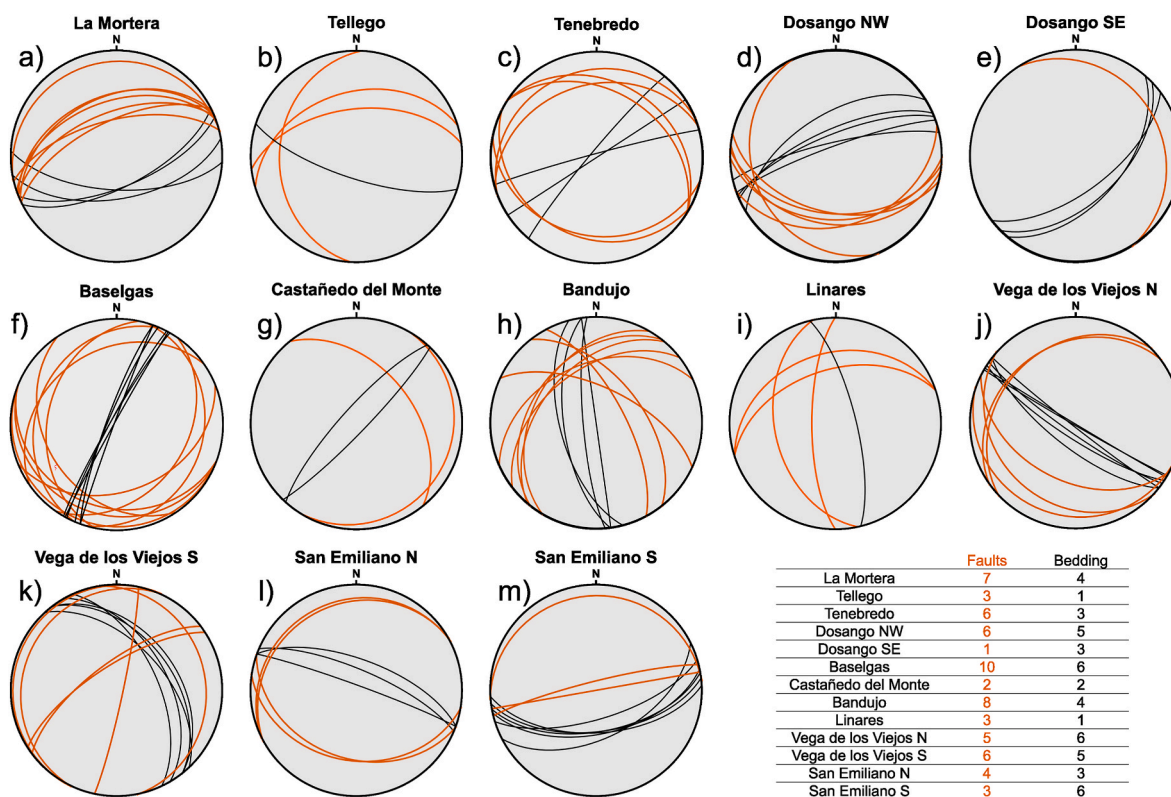 La Mortera
N
a)
Tellego
N
b)
Tenebredo
N
c)
Dosango NW
N
d)
Dosango SE
N
e)
Baselgas
N
f)
Castañedo del Monte
N
g)
Bandujo
N
h)
Linares
N
i)
Vega de los Viejos N
N
j)
Vega de los Viejos S
N
k)
San Emiliano N
N
l)
San Emiliano S
N
m)
Faults Bedding
La Mortera 7 4
Tellego 3 1
Tenebredo 6 3
Dosango NW 6 5
Dosango SE 1 3
Baselgas 10 6
Castañedo del Monte 2 2
Bandujo 8 4
Linares 3 1
Vega de los Viejos N 5 6
Vega de los Viejos S 6 5
San Emiliano N 4 3
San Emiliano S 3 6